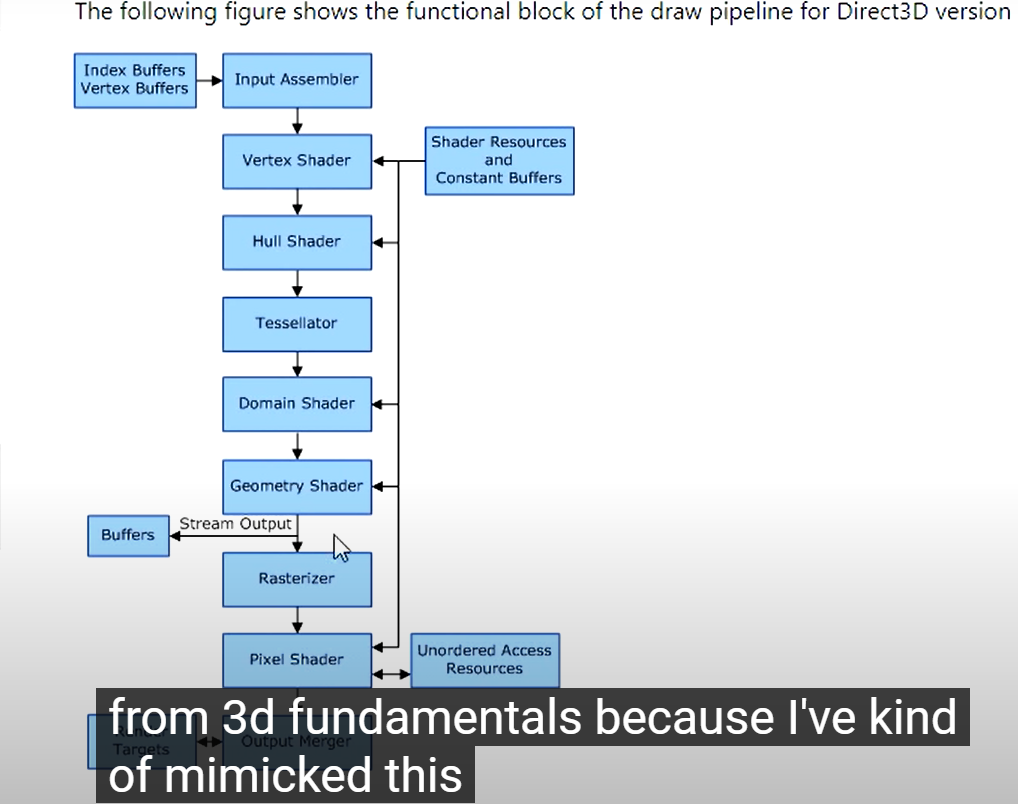 The following figure shows the functional block of the draw pipeline for Direct3D version
Index Buffers
Vertex Buffers
Input Assembler
Vertex Shader
Shader Resources
and
Constant Buffers
Hull Shader
Tessellator
Domain Shader
Geometry Shader
Stream Output
Buffers
Rasterizer
Pixel Shader
Unordered Access
Resources
Render
Targets
Output Merger
from 3d fundamentals because I've kind
of mimicked this